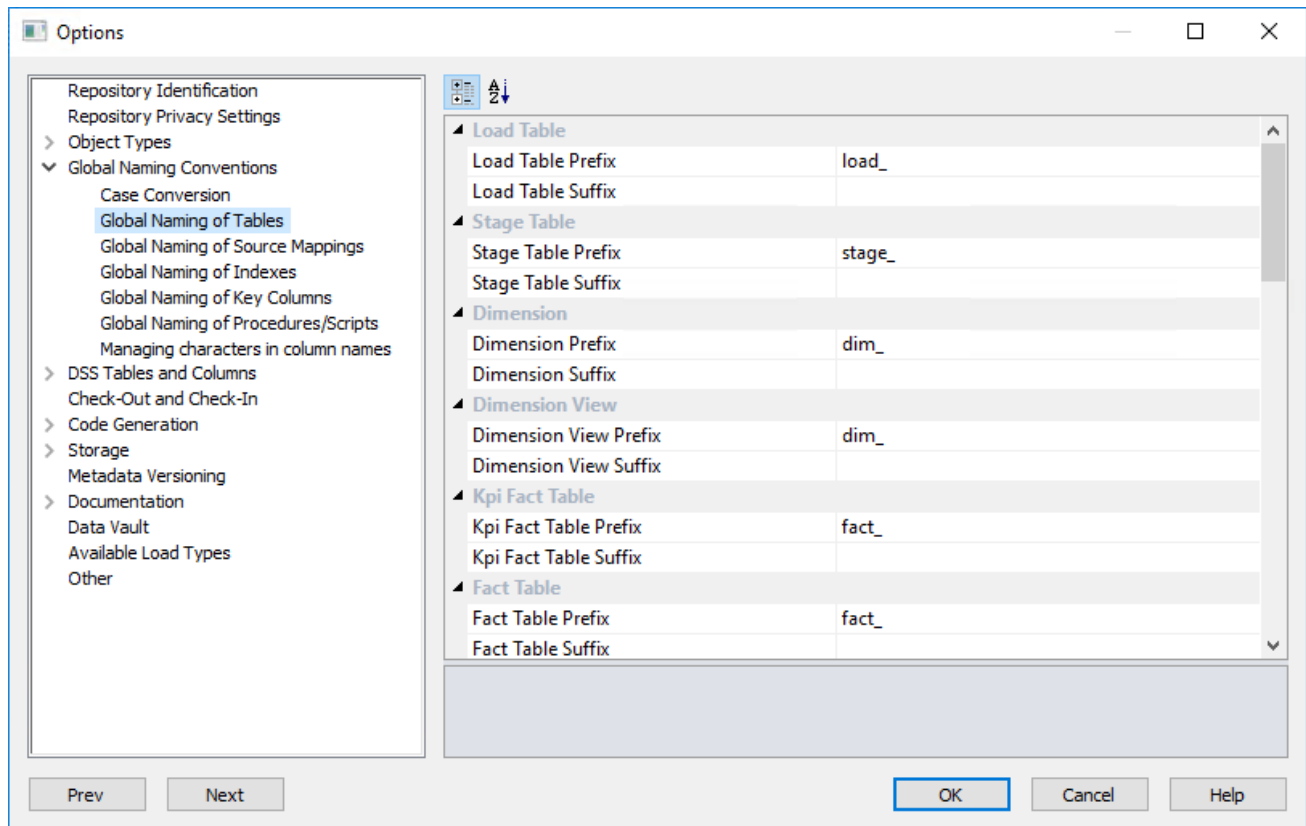 Options
Repository Identification
Repository Privacy Settings
Object Types
Global Naming Conventions
Case Conversion
Global Naming of Tables
Global Naming of Source Mappings
Global Naming of Indexes
Global Naming of Key Columns
Global Naming of Procedures/Scripts
Managing characters in column names
DSS Tables and Columns
Check-Out and Check-In
Code Generation
Storage
Metadata Versioning
Documentation
Data Vault
Available Load Types
Other
Load Table
Load Table Prefix load_
Load Table Suffix
Stage Table
Stage Table Prefix stage_
Stage Table Suffix
Dimension
Dimension Prefix dim_
Dimension Suffix
Dimension View
Dimension View Prefix dim_
Dimension View Suffix
Kpi Fact Table
Kpi Fact Table Prefix fact_
Kpi Fact Table Suffix
Fact Table
Fact Table Prefix fact_
Fact Table Suffix
Prev Next OK Cancel Help